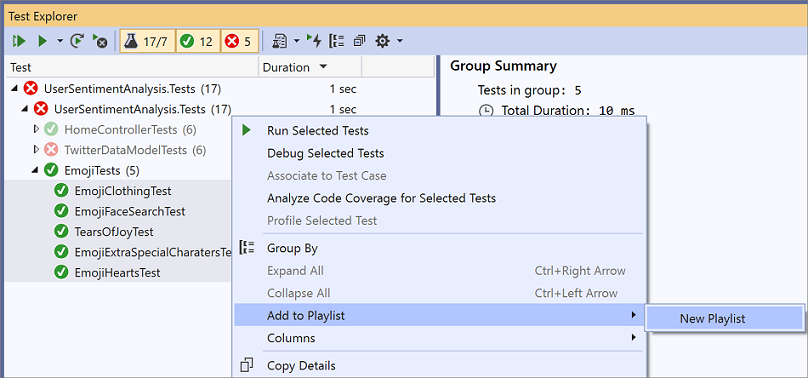 Test Explorer
17/7 12 5
Test Duration
Group Summary
UserSentimentAnalysis.Tests (17) 1 sec
Tests in group: 5
UserSentimentAnalysis.Tests (17) 1 sec
Total Duration: 10 ms
HomeControllerTests (6)
TwitterDataModelTests (6)
EmojiTests (5)
EmojiClothingTest
EmojiFaceSearchTest
TearsOfJoyTest
EmojiExtraSpecialCharatersTe
EmojiHeartsTest
Run Selected Tests
Debug Selected Tests
Associate to Test Case
Analyze Code Coverage for Selected Tests
Profile Selected Test
Group By
Expand All Ctrl+Right Arrow
Collapse All Ctrl+Left Arrow
Add to Playlist
New Playlist
Columns
Copy Details